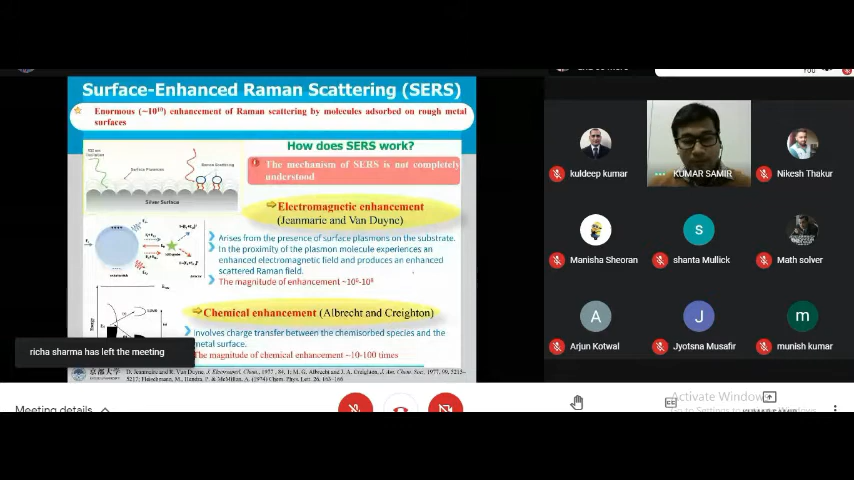 Surface-Enhanced Raman Scattering (SERS)
Enormous (~10¹⁰) enhancement of Raman scattering by molecules adsorbed on rough metal
surfaces
How does SERS work?
The mechanism of SERS is not completely
understood
Surface Plasmon
Raman Scattering
Silver Surface
Electromagnetic enhancement
(Jeanmarie and Van Duyne)
Arises from the presence of surface plasmons on the substrate.
In the proximity of the plasmon molecule experiences an
enhanced electromagnetic field and produces an enhanced
scattered Raman field.
The magnitude of enhancement ~10⁶-10⁸
Chemical enhancement (Albrecht and Creighton)
Energy
Involves charge transfer between the chemisorbed species and the
metal surface.
The magnitude of chemical enhancement ~10-100 times
richa sharma has left the meeting
京都大学
Meeting details
You
kuldeep kumar
KUMAR SAMIR
Nikesh Thakur
Manisha Sheoran
S
shanta Mullick
Math solver
A
Arjun Kotwal
J
Jyotsna Musafir
m
munish kumar
Activate Windows